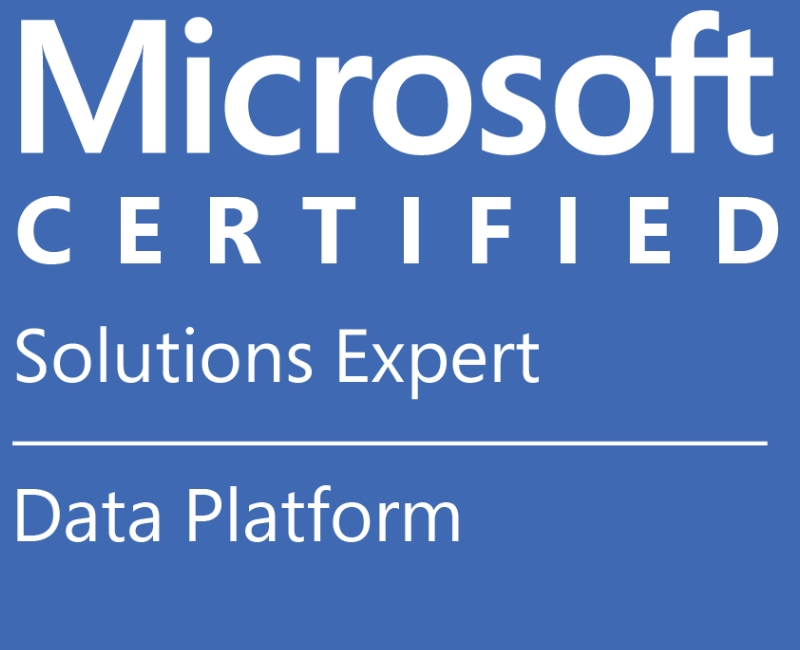 Microsoft
CERTIFIED
Solutions Expert
Data Platform